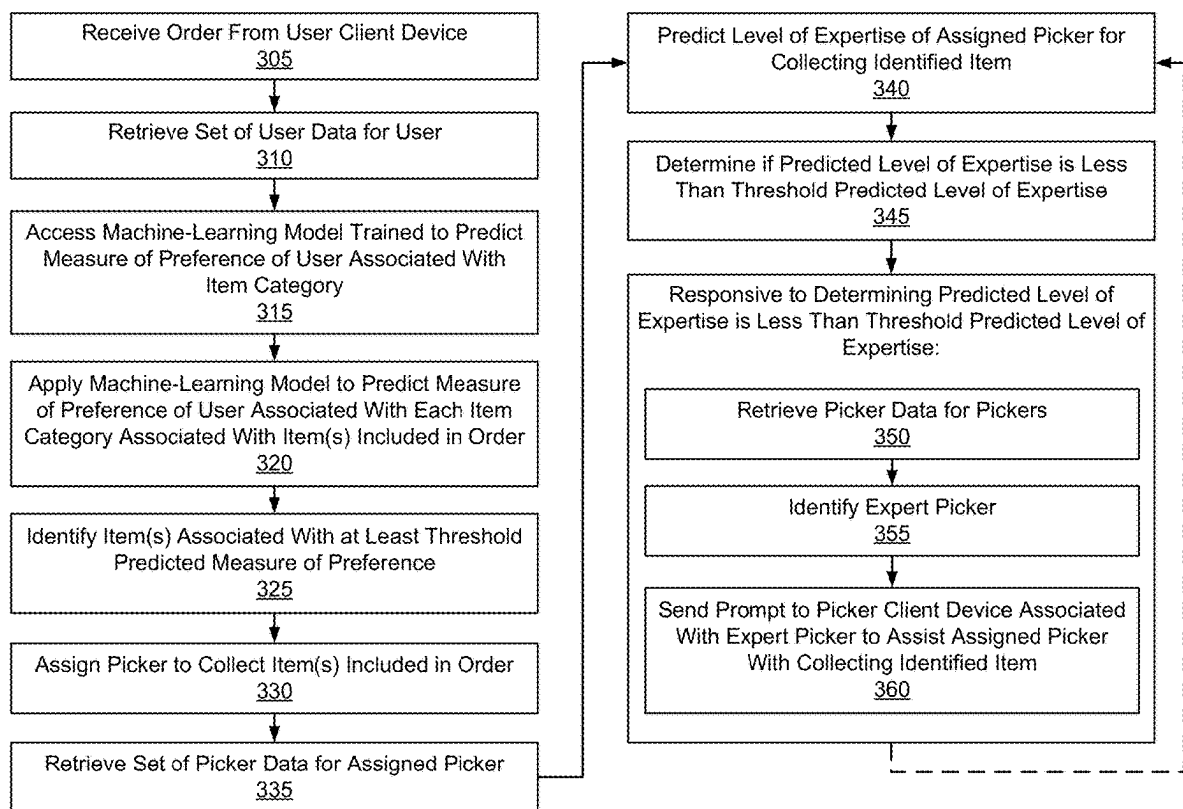 Receive Order From User Client Device
305
Retrieve Set of User Data for User
310
Access Machine-Learning Model Trained to Predict
Measure of Preference of User Associated With
Item Category
315
Apply Machine-Learning Model to Predict Measure
of Preference of User Associated With Each Item
Category Associated With Item(s) Included in Order
320
Identify Item(s) Associated With at Least Threshold
Predicted Measure of Preference
325
Assign Picker to Collect Item(s) Included in Order
330
Retrieve Set of Picker Data for Assigned Picker
335
Predict Level of Expertise of Assigned Picker for
Collecting Identified Item
340
Determine if Predicted Level of Expertise is Less
Than Threshold Predicted Level of Expertise
345
Responsive to Determining Predicted Level of
Expertise is Less Than Threshold Predicted Level of
Expertise:
Retrieve Picker Data for Pickers
350
Identify Expert Picker
355
Send Prompt to Picker Client Device Associated
With Expert Picker to Assist Assigned Picker
With Collecting Identified Item
360